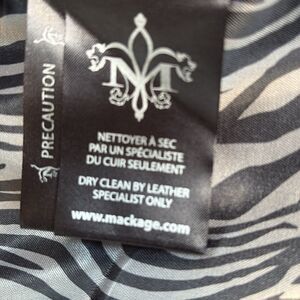 PRECAUTION
M
NETTOYER À SEC
PAR UN SPÉCIALISTE
DU CUIR SEULEMENT
DRY CLEAN BY LEATHER
SPECIALIST ONLY
www.mackage.com